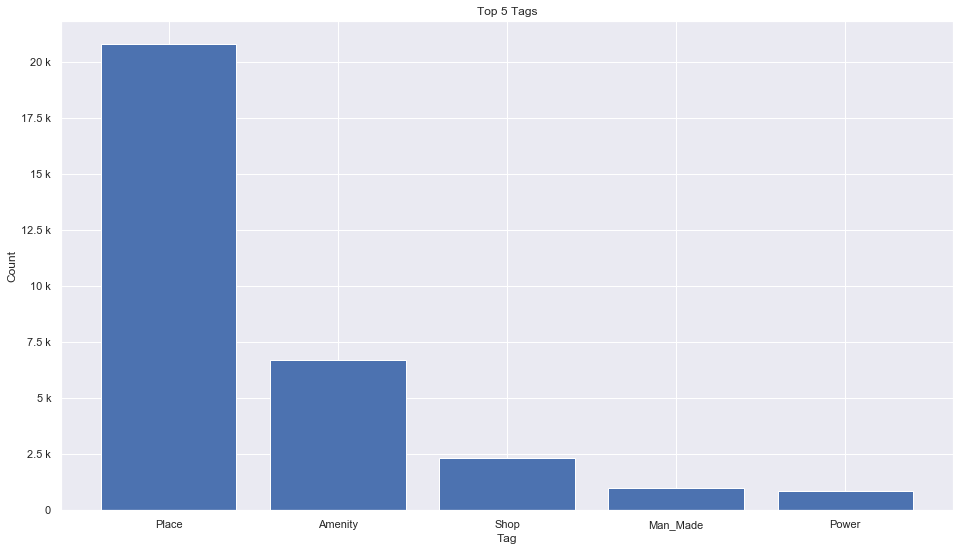 Top 5 Tags
20 k
17.5 k
15 k
12.5 k
10 k
7.5 k
5 k
2.5 k
0
Count
Place Amenity Shop Man_Made Power
Tag